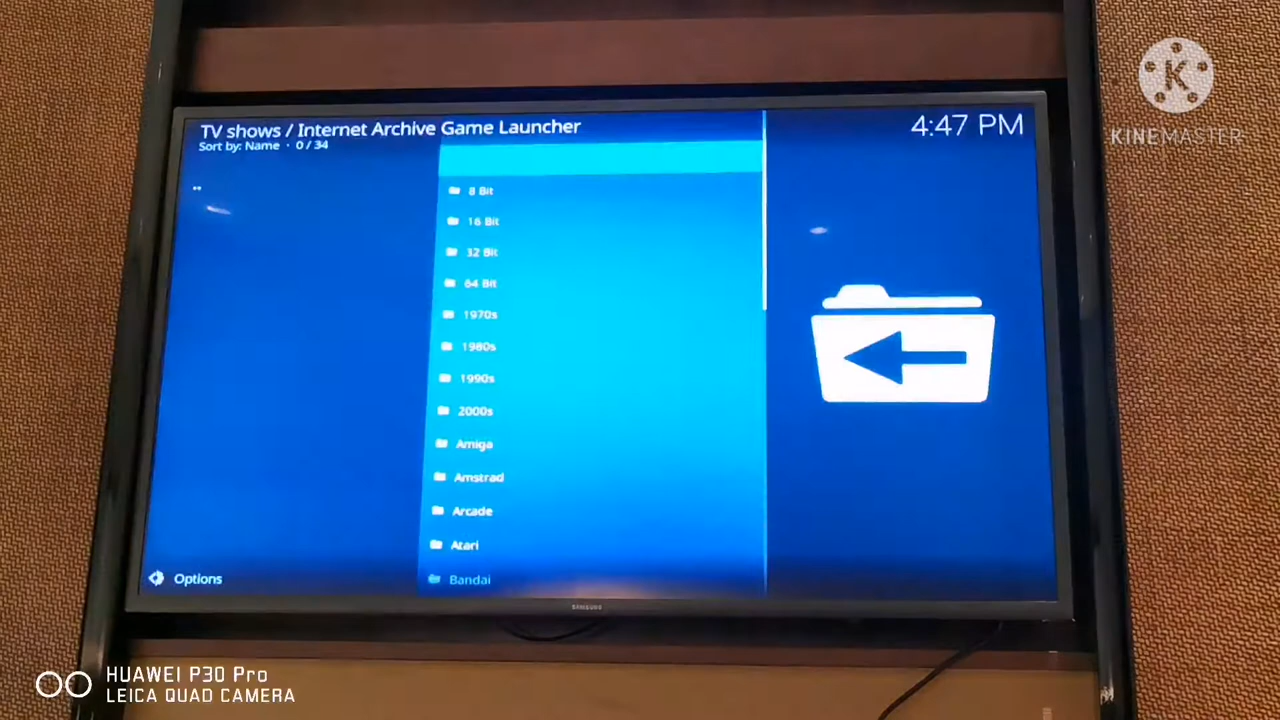 TV shows / Internet Archive Game Launcher
Sort by: Name · 0 / 34
4:47 PM
KINEMASTER
..
8 Bit
16 Bit
32 Bit
64 Bit
1970s
1980s
1990s
2000s
Amiga
Amstrad
Arcade
Atari
Bandai
Options
SAMSUNG
HUAWEI P30 Pro
LEICA QUAD CAMERA